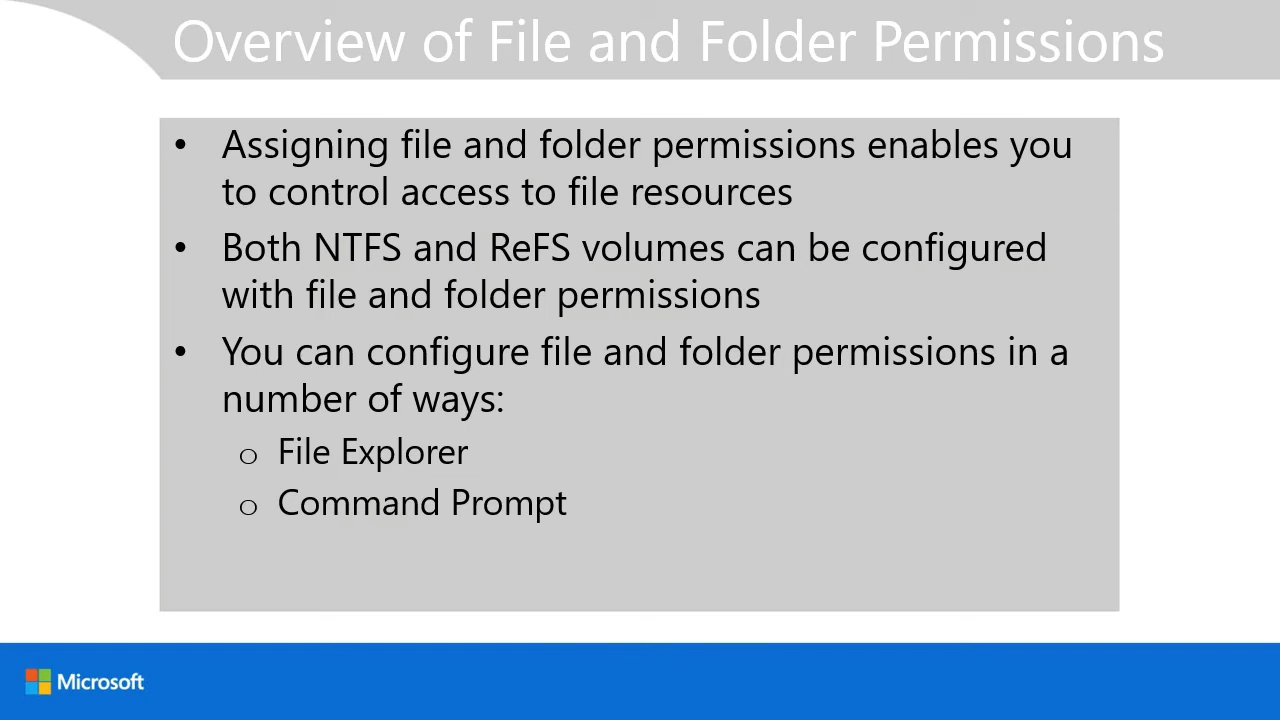 Overview of File and Folder Permissions
• Assigning file and folder permissions enables you
to control access to file resources
• Both NTFS and ReFS volumes can be configured
with file and folder permissions
• You can configure file and folder permissions in a
number of ways:
o File Explorer
o Command Prompt
Microsoft